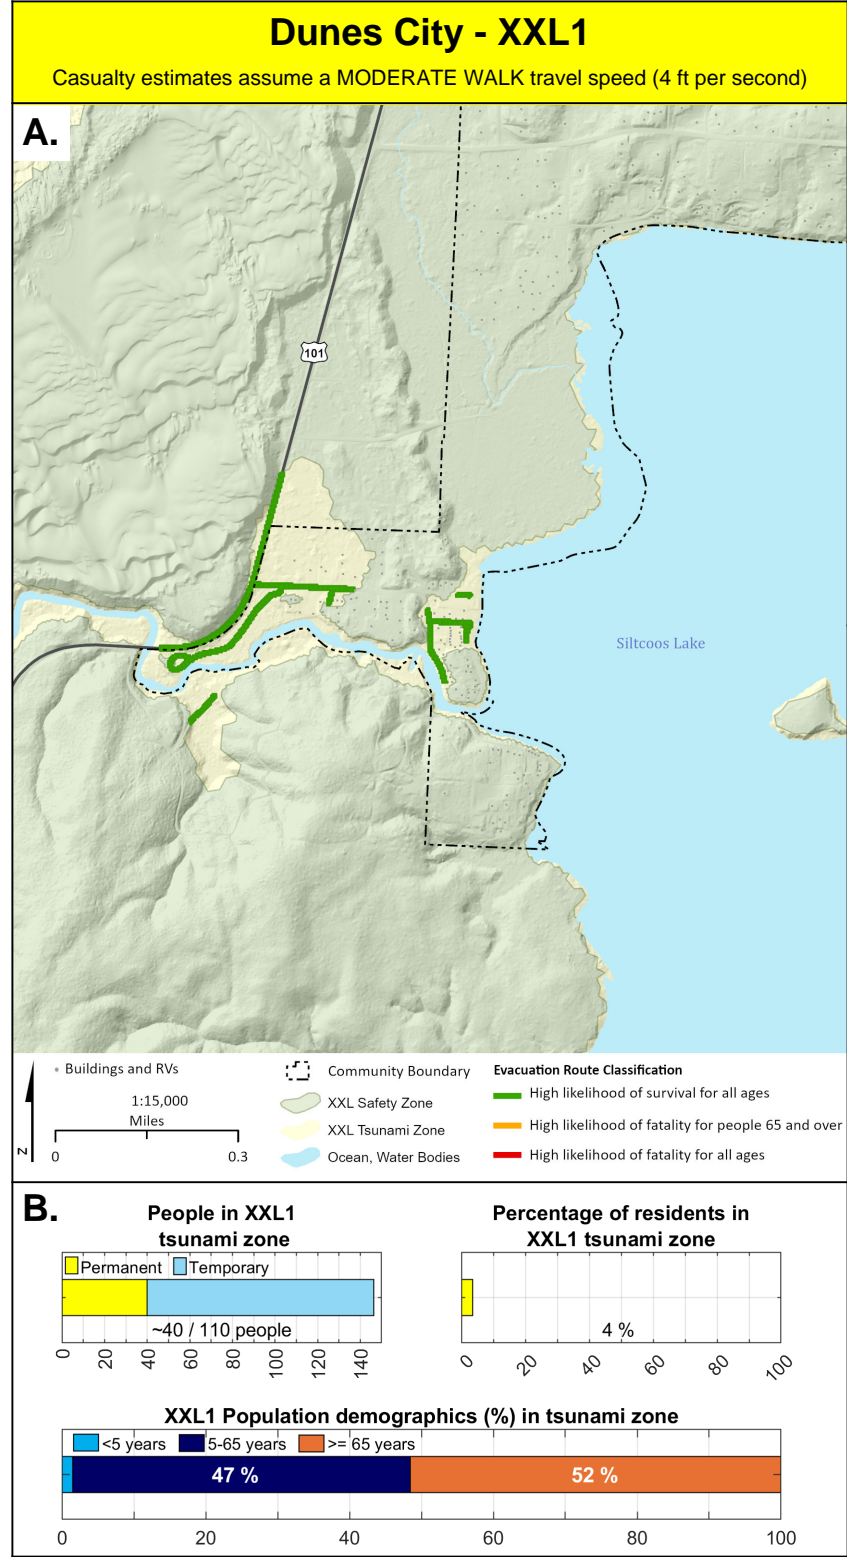 Dunes City - XXL1
Casualty estimates assume a MODERATE WALK travel speed (4 ft per second)
A.
101
Siltcoos Lake
N
Buildings and RVs
1:15,000
Miles
0
0.3
Community Boundary
XXL Safety Zone
XXL Tsunami Zone
Ocean, Water Bodies
Evacuation Route Classification
High likelihood of survival for all ages
High likelihood of fatality for people 65 and over
High likelihood of fatality for all ages
B.
People in XXL1
tsunami zone
Permanent
Temporary
~40 / 110 people
0 20 40 60 80 100 120 140
Percentage of residents in
XXL1 tsunami zone
4 %
0 20 40 60 80 100
XXL1 Population demographics (%) in tsunami zone
<5 years
5-65 years
>= 65 years
47 %
52 %
0 20 40 60 80 100